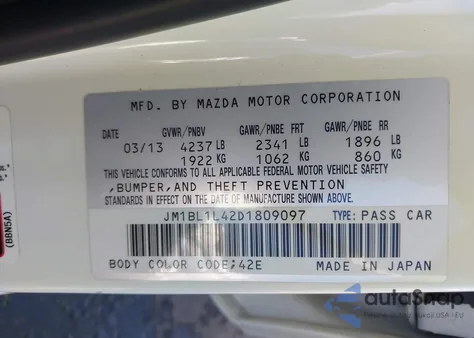 MFD. BY MAZDA MOTOR CORPORATION
DATE GVWR/PNBV GAWR/PNBE FRT GAWR/PNBE RR
03/13 4237 LB 2341 LB 1896 LB
1922 KG 1062 KG 860 KG
THIS VEHICLE CONFORMS TO ALL APPLICABLE FEDERAL MOTOR VEHICLE SAFETY
,BUMPER,AND THEFT PREVENTION
STANDARDS IN EFFECT ON THE DATE OF MANUFACTURE SHOWN ABOVE.
JM1BL1L42D1809097 TYPE: PASS CAR
BODY COLOR CODE:42E MADE IN JAPAN
(BBN5A)
autoSnap